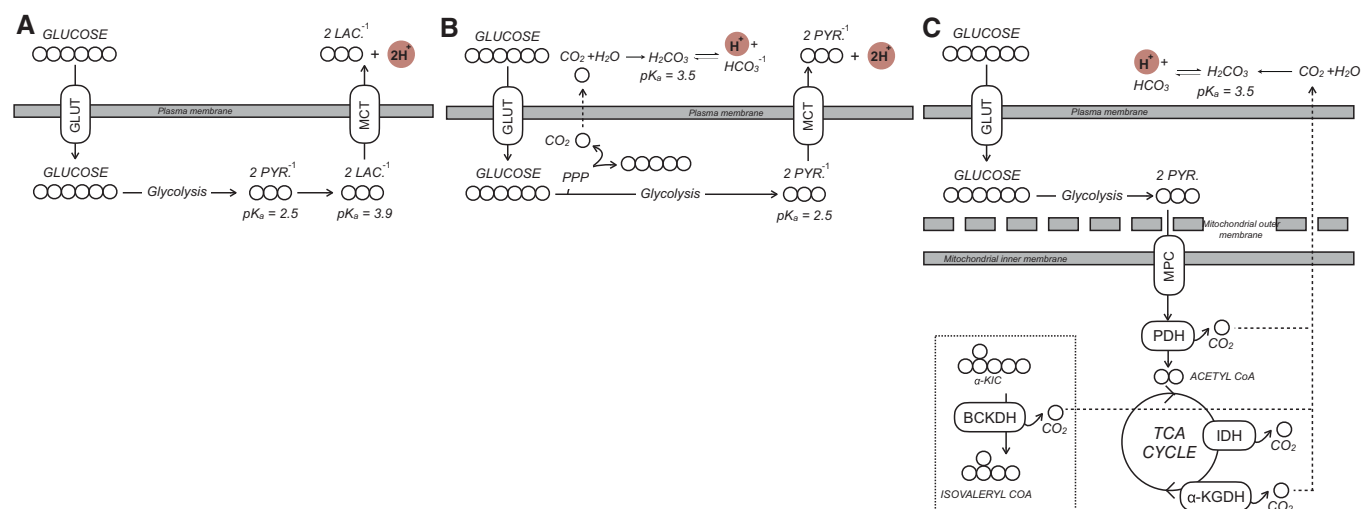 A
GLUCOSE
2 LAC.-1
+ 2H+
GLUT
Plasma membrane
MCT
GLUCOSE
Glycolysis
2 PYR.-1
pKa = 2.5
2 LAC.-1
pKa = 3.9
B
GLUCOSE
CO2 +H2O
H2CO3
pKa = 3.5
H+ +
HCO3-1
2 PYR.-1
+ 2H+
GLUT
Plasma membrane
MCT
CO2
GLUCOSE
PPP
Glycolysis
2 PYR.-1
pKa = 2.5
C
GLUCOSE
H+ +
HCO3
H2CO3
pKa = 3.5
CO2 +H2O
GLUT
Plasma membrane
GLUCOSE
Glycolysis
2 PYR.
Mitochondrial outer
membrane
Mitochondrial inner membrane
MPC
PDH
CO2
ACETYL CoA
α-KIC
BCKDH
CO2
ISOVALERYL COA
TCA
CYCLE
IDH
CO2
α-KGDH
CO2